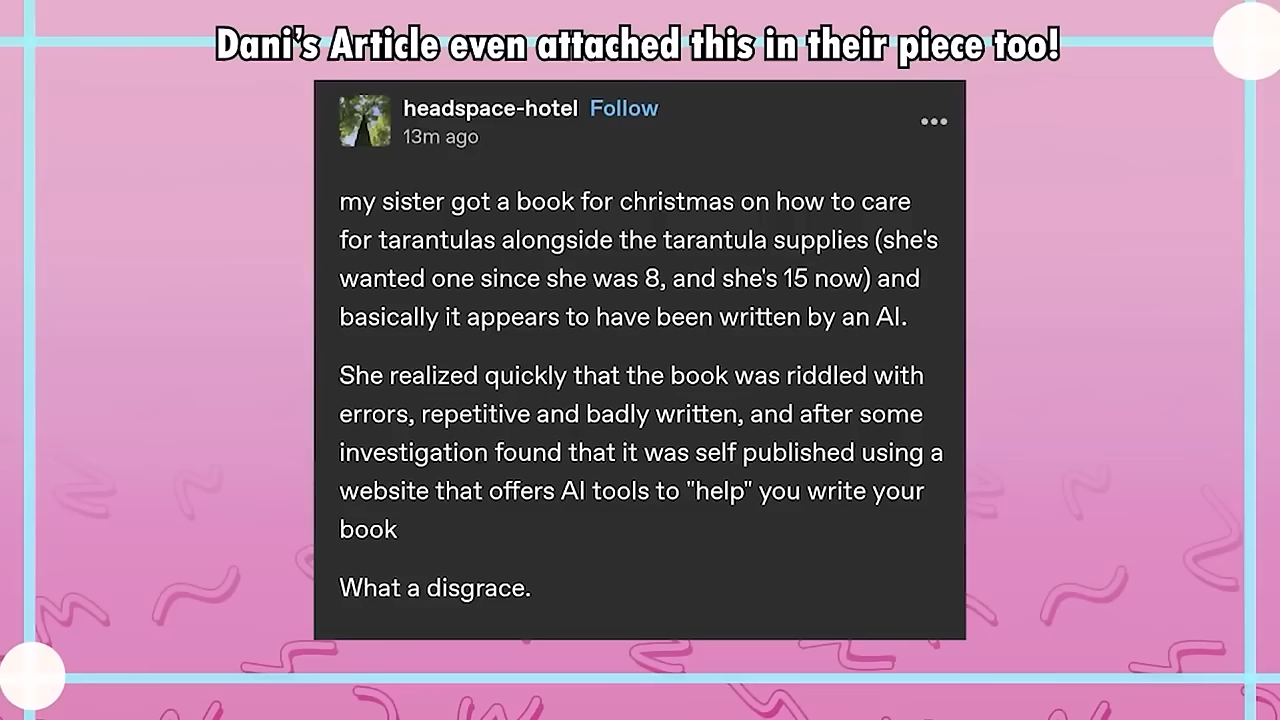 Dani's Article even attached this in their piece too!
headspace-hotel Follow
13m ago
my sister got a book for christmas on how to care
for tarantulas alongside the tarantula supplies (she's
wanted one since she was 8, and she's 15 now) and
basically it appears to have been written by an AI.
She realized quickly that the book was riddled with
errors, repetitive and badly written, and after some
investigation found that it was self published using a
website that offers AI tools to "help" you write your
book
What a disgrace.